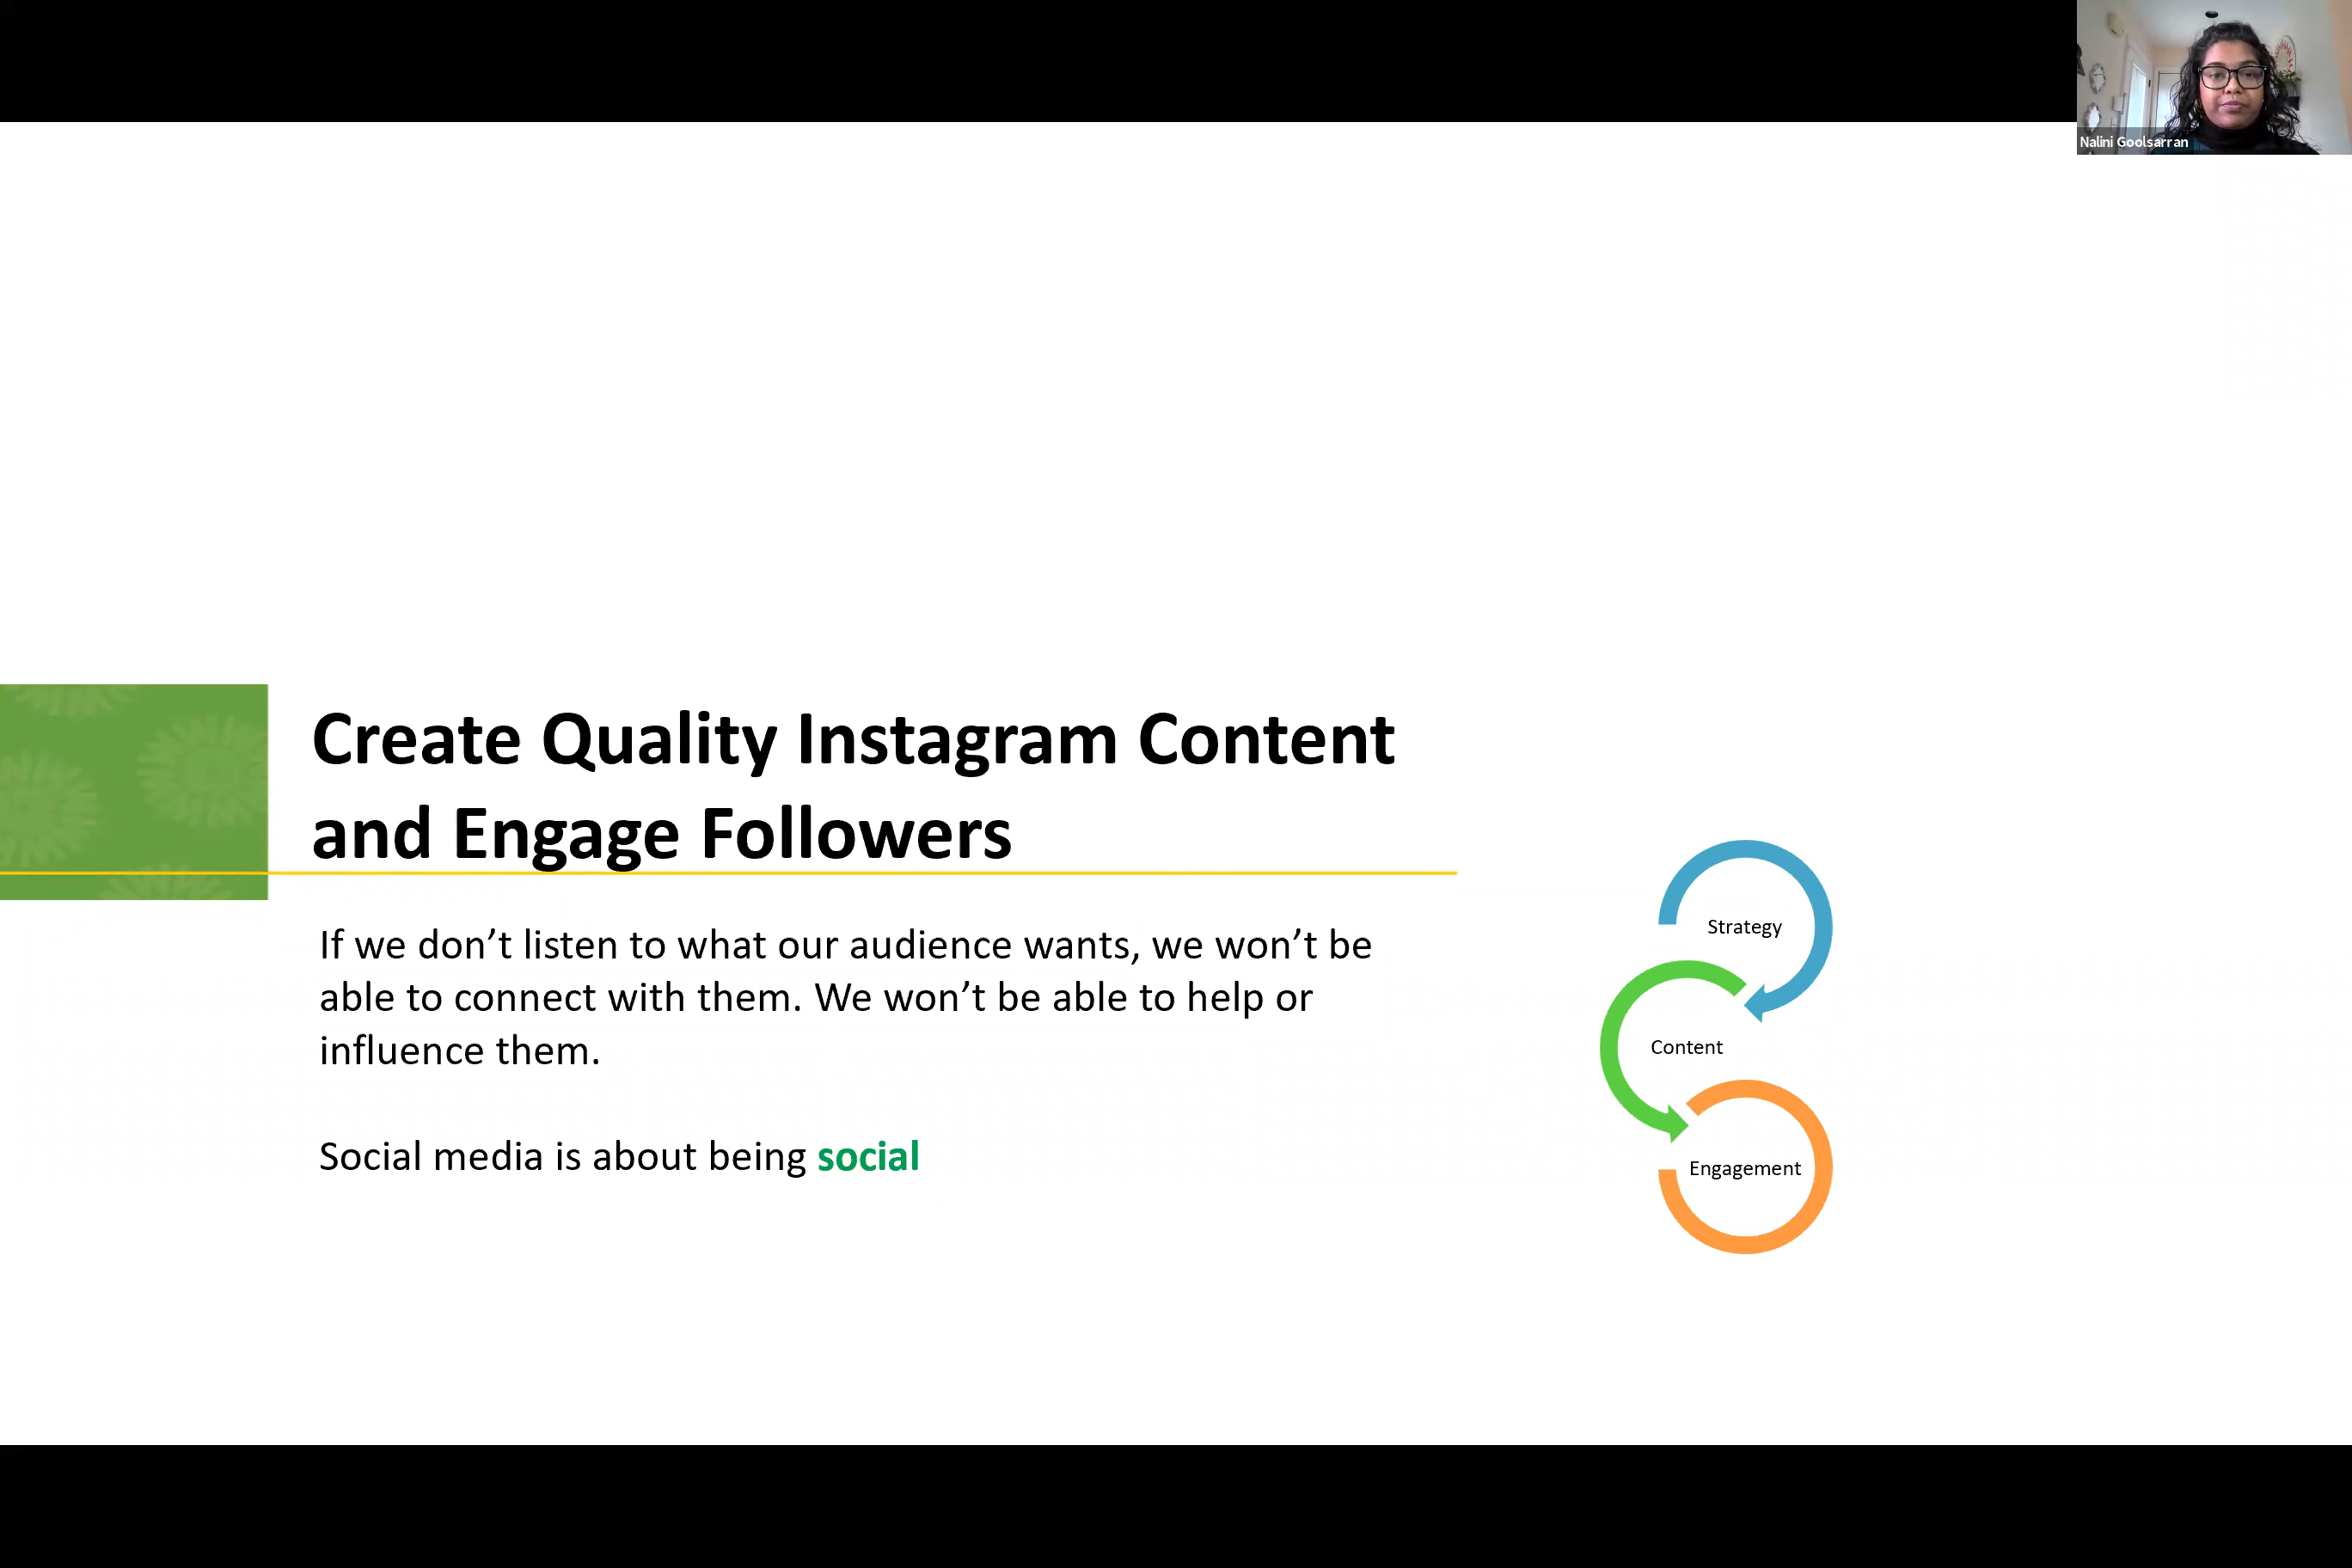 Nalini Goolsarran
Create Quality Instagram Content
and Engage Followers
If we don’t listen to what our audience wants, we won’t be
able to connect with them. We won’t be able to help or
influence them.
Social media is about being social
Strategy
Content
Engagement